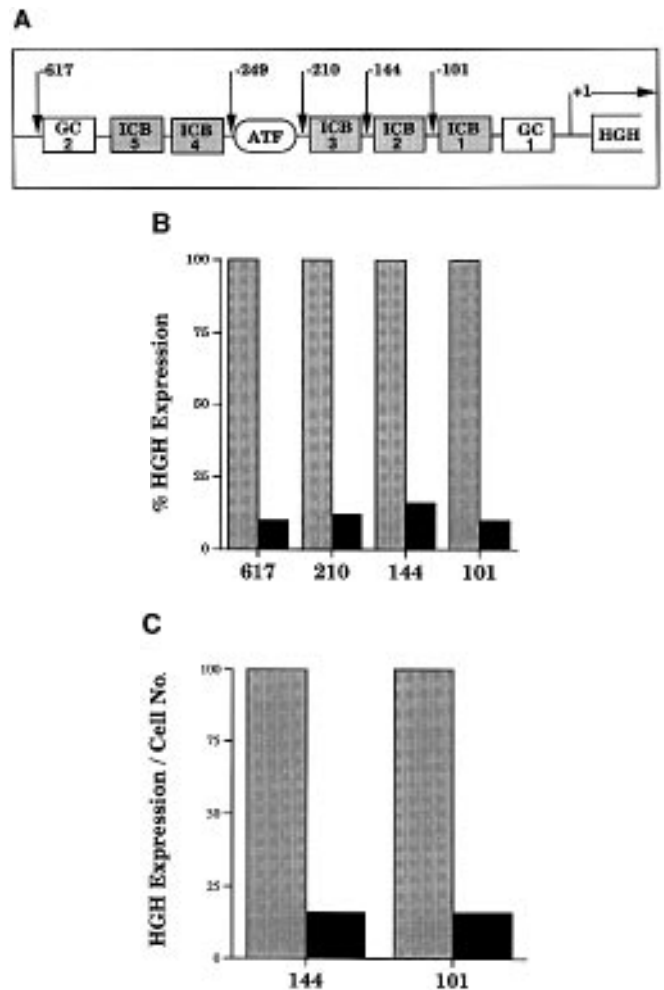 A
-617 -249 -210 -144 -101 +1
GC 2 ICB 5 ICB 4 ATF ICB 3 ICB 2 ICB 1 GC 1 HGH
B
% HGH Expression
100
75
50
25
0
617 210 144 101
C
HGH Expression / Cell No.
100
75
50
25
0
144 101